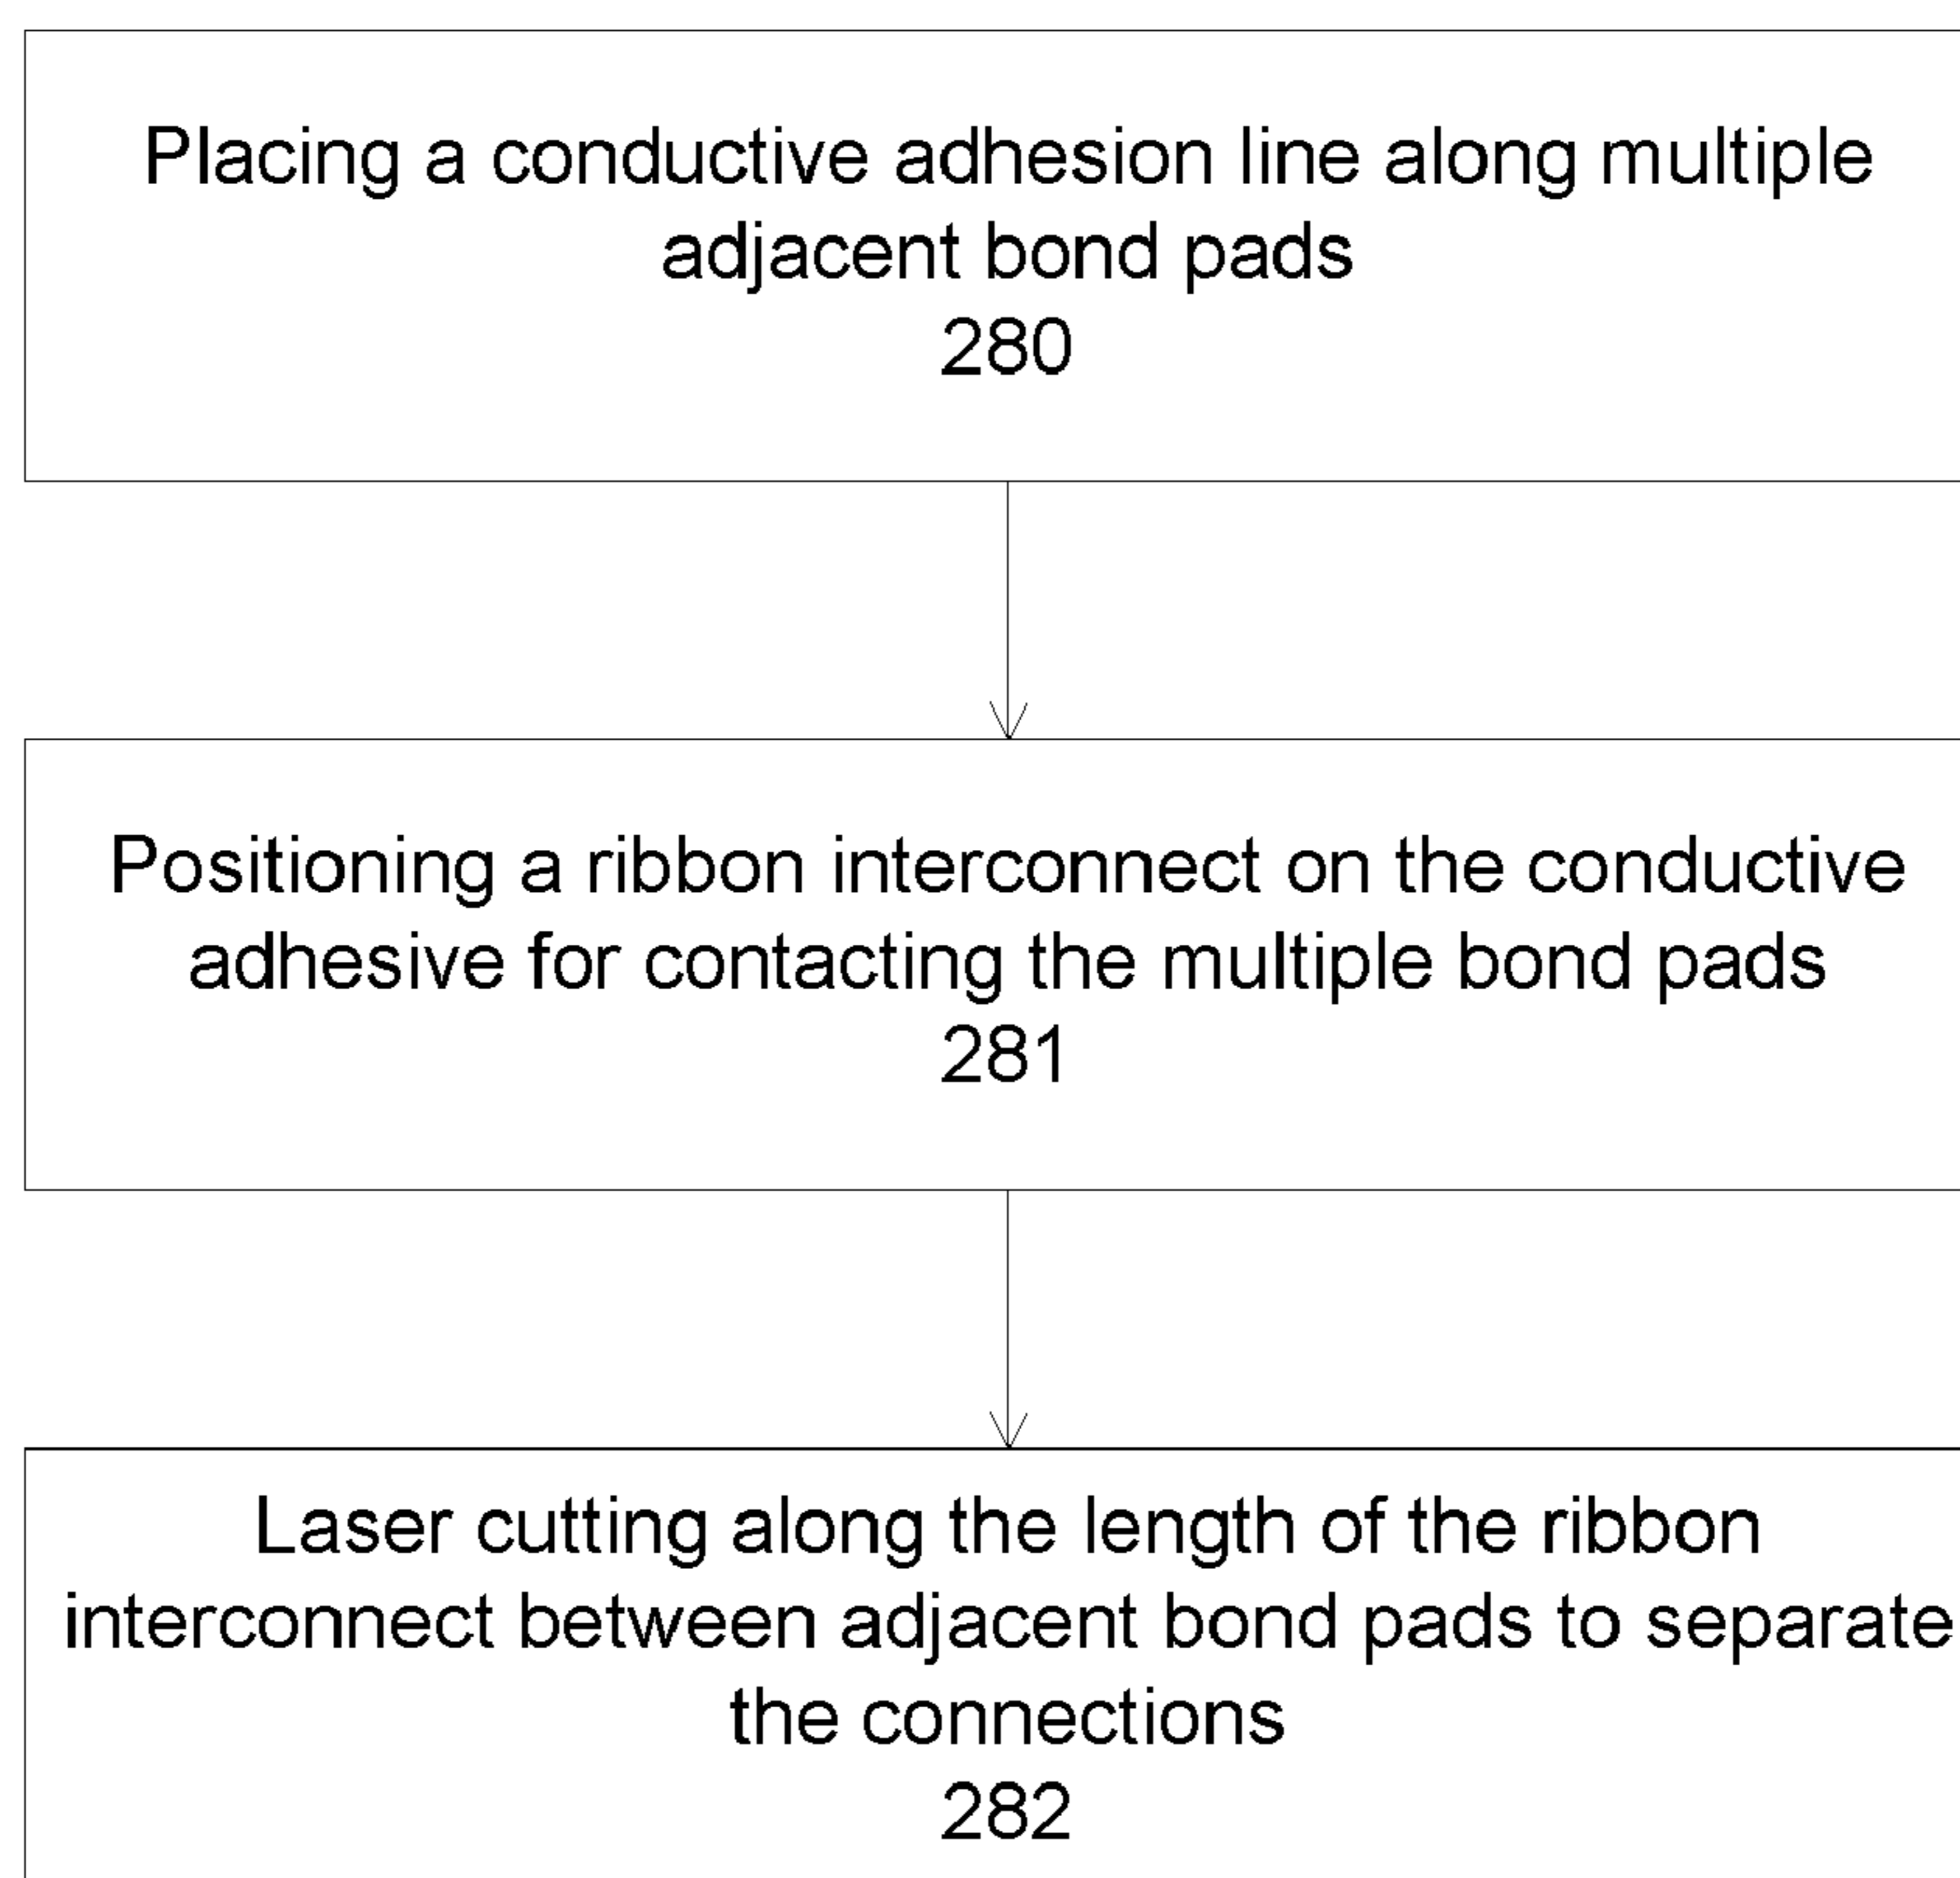 Placing a conductive adhesion line along multiple
adjacent bond pads
280
Positioning a ribbon interconnect on the conductive
adhesive for contacting the multiple bond pads
281
Laser cutting along the length of the ribbon
interconnect between adjacent bond pads to separate
the connections
282